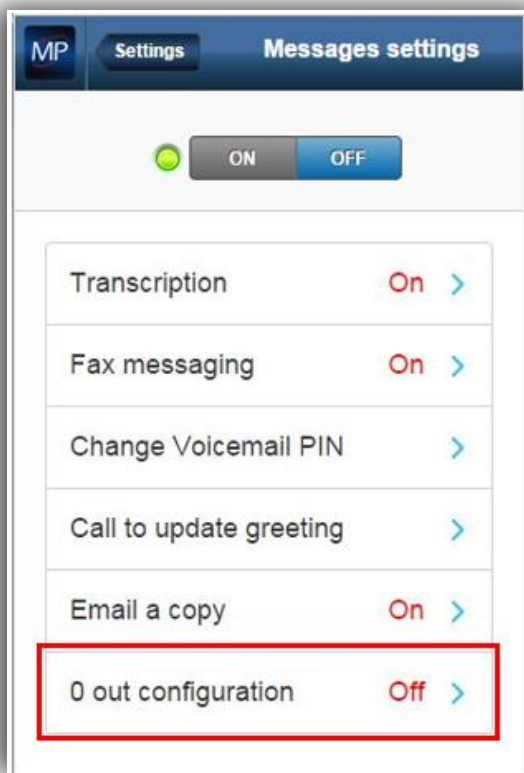 MP Settings Messages settings
ON OFF
Transcription On
Fax messaging On
Change Voicemail PIN
Call to update greeting
Email a copy On
0 out configuration Off